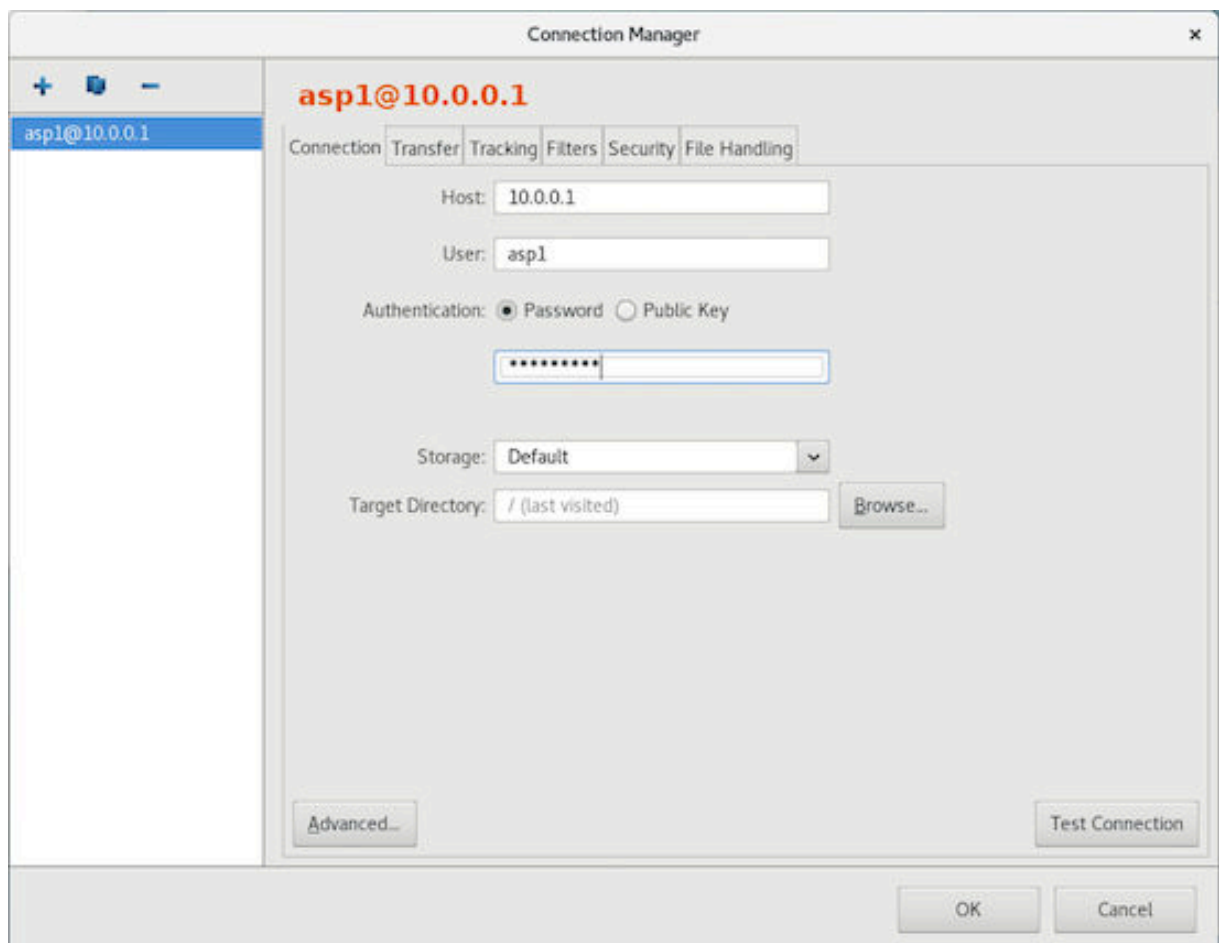 Connection Manager
asp1@10.0.0.1
asp1@10.0.0.1
Connection Transfer Tracking Filters Security File Handling
Host: 10.0.0.1
User: asp1
Authentication: Password Public Key
*********
Storage: Default
Target Directory: / (last visited) Browse...
Advanced... Test Connection
OK Cancel